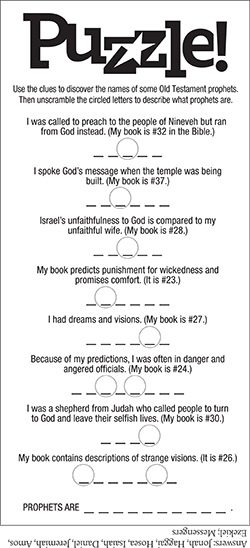 Puzzle!
Use the clues to discover the names of some Old Testament prophets.
Then unscramble the circled letters to describe what prophets are.
I was called to preach to the people of Nineveh but ran
from God instead. (My book is #32 in the Bible.)
I spoke God's message when the temple was being
built. (My book is #37.)
Israel's unfaithfulness to God is compared to my
unfaithful wife. (My book is #28.)
My book predicts punishment for wickedness and
promises comfort. (It is #23.)
I had dreams and visions. (My book is #27.)
Because of my predictions, I was often in danger and
angered officials. (My book is #24.)
I was a shepherd from Judah who called people to turn
to God and leave their selfish lives. (My book is #30.)
My book contains descriptions of strange visions. (It is #26.)
PROPHETS ARE _ _ _ _ _ _ _ _ _ _.
Answers: Jonah, Haggai, Hosea, Isaiah, Daniel, Jeremiah, Amos,
Ezekiel; Messengers